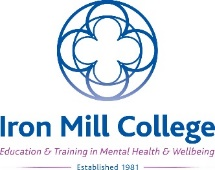 Iron Mill College
Education & Training in Mental Health & Wellbeing
Established 1981